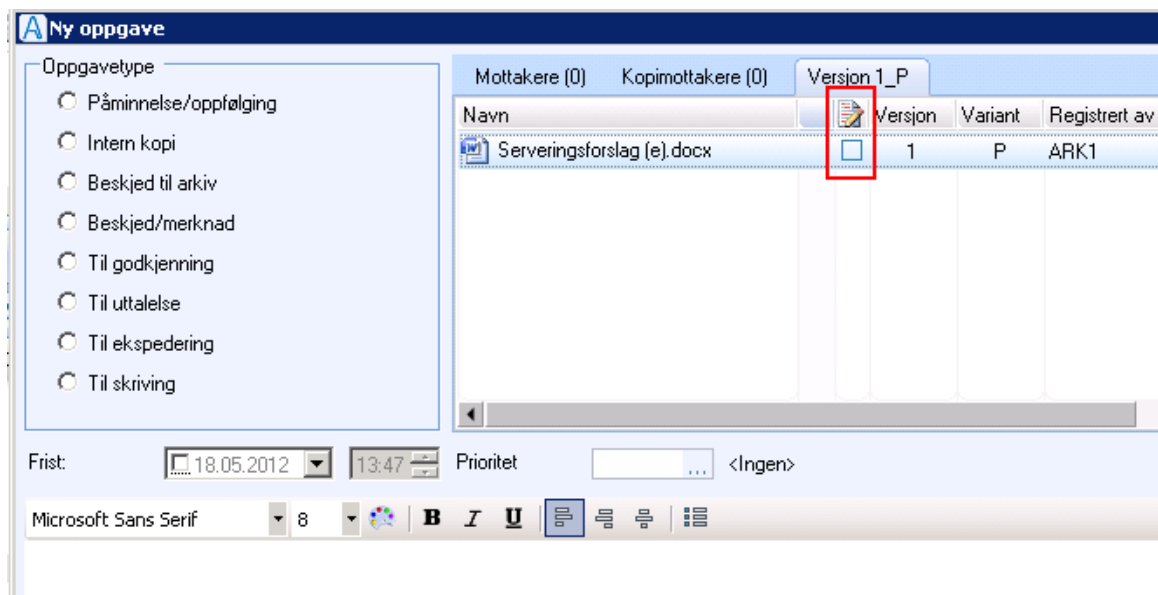 Ny oppgave
Oppgavetype
Påminnelse/oppfølging
Intern kopi
Beskjed til arkiv
Beskjed/merknad
Til godkjenning
Til uttalelse
Til ekspedering
Til skriving
Mottakere (0) Kopimottakere (0) Versjon 1_P
Navn Versjon Variant Registrert av
Serveringsforslag (e).docx 1 P ARK1
Frist: 18.05.2012 13:47 Prioritet ... <Ingen>
Microsoft Sans Serif 8 B I U